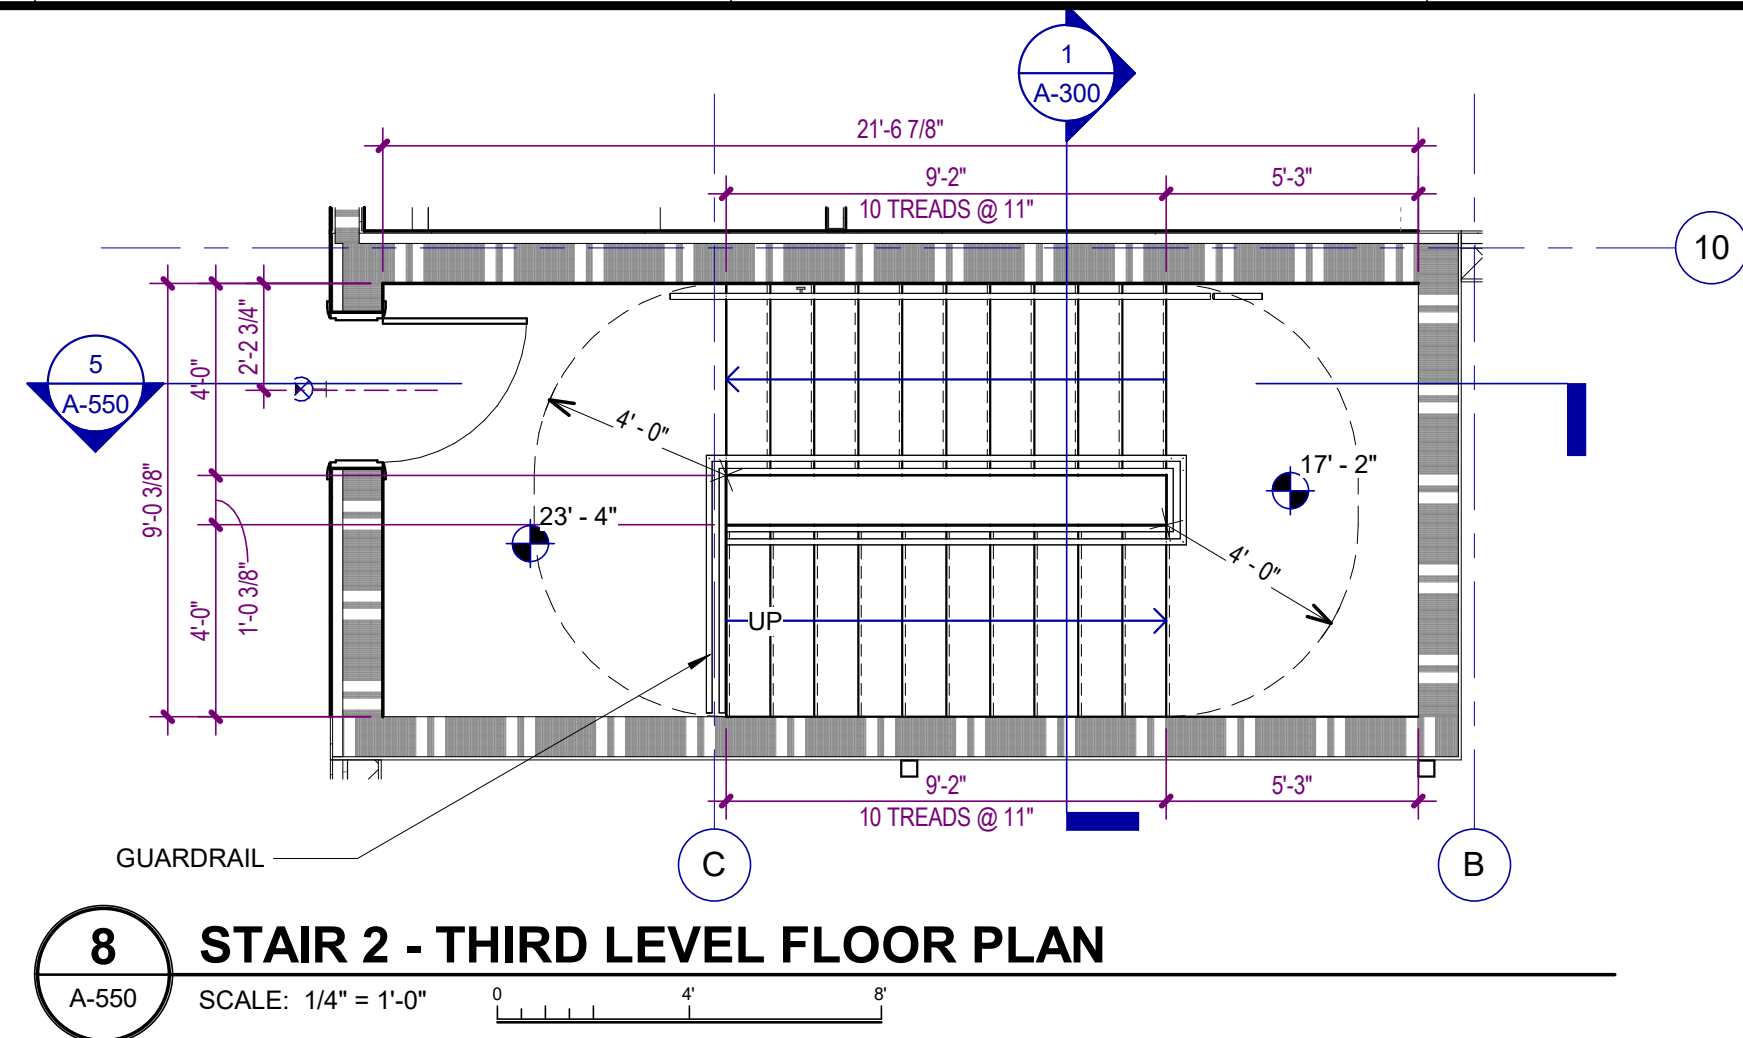 1
A-300
21'-6 7/8"
9'-2"
5'-3"
10 TREADS @ 11"
10
2'-2 3/4"
4'-0"
5
A-550
4' - 0"
17' - 2"
9'-0 3/8"
23' - 4"
4' - 0"
1'-0 3/8"
4'-0"
UP
9'-2"
5'-3"
10 TREADS @ 11"
GUARDRAIL
C
B
8
A-550
STAIR 2 - THIRD LEVEL FLOOR PLAN
SCALE: 1/4" = 1'-0"
0
4'
8'